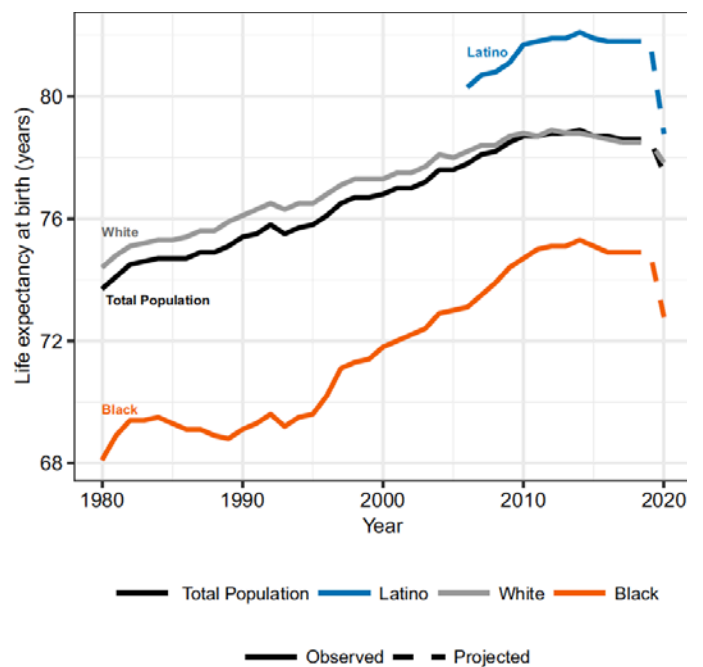 Latino
80
White
76
Total Population
72
Black
68
Life expectancy at birth (years)
1980 1990 2000 2010 2020
Year
Total Population Latino White Black
Observed Projected